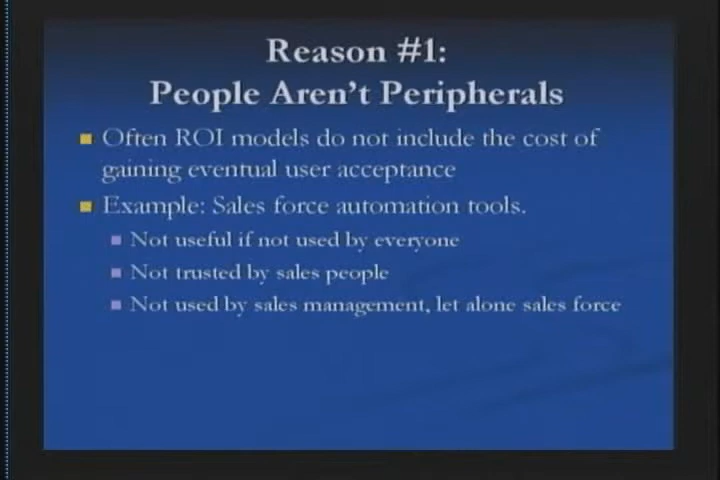 Reason #1:
People Aren't Peripherals
Often ROI models do not include the cost of
gaining eventual user acceptance
Example: Sales force automation tools.
Not useful if not used by everyone
Not trusted by sales people
Not used by sales management, let alone sales force